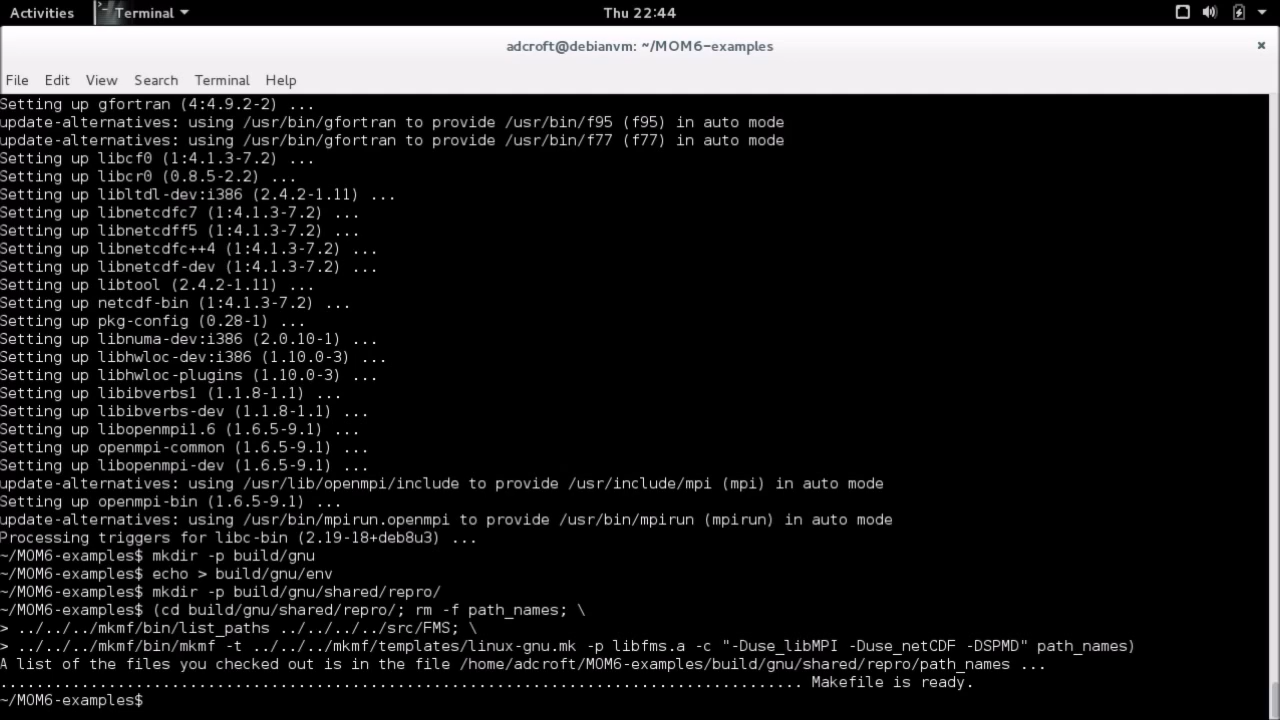 Activities Terminal Thu 22:44
adcroft@debianvm: ~/MOM6-examples
File Edit View Search Terminal Help
Setting up gfortran (4:4.9.2-2) ...
update-alternatives: using /usr/bin/gfortran to provide /usr/bin/f95 (f95) in auto mode
update-alternatives: using /usr/bin/gfortran to provide /usr/bin/f77 (f77) in auto mode
Setting up libcf0 (1:4.1.3-7.2) ...
Setting up libcr0 (0.8.5-2.2) ...
Setting up libltdl-dev:i386 (2.4.2-1.11) ...
Setting up libnetcdfc7 (1:4.1.3-7.2) ...
Setting up libnetcdff5 (1:4.1.3-7.2) ...
Setting up libnetcdfc++4 (1:4.1.3-7.2) ...
Setting up libnetcdf-dev (1:4.1.3-7.2) ...
Setting up libtool (2.4.2-1.11) ...
Setting up netcdf-bin (1:4.1.3-7.2) ...
Setting up pkg-config (0.28-1) ...
Setting up libnuma-dev:i386 (2.0.10-1) ...
Setting up libhwloc-dev:i386 (1.10.0-3) ...
Setting up libhwloc-plugins (1.10.0-3) ...
Setting up libibverbs1 (1.1.8-1.1) ...
Setting up libibverbs-dev (1.1.8-1.1) ...
Setting up libopenmpi1.6 (1.6.5-9.1) ...
Setting up openmpi-common (1.6.5-9.1) ...
Setting up libopenmpi-dev (1.6.5-9.1) ...
update-alternatives: using /usr/lib/openmpi/include to provide /usr/include/mpi (mpi) in auto mode
Setting up openmpi-bin (1.6.5-9.1) ...
update-alternatives: using /usr/bin/mpirun.openmpi to provide /usr/bin/mpirun (mpirun) in auto mode
Processing triggers for libc-bin (2.19-18+deb8u3) ...
~/MOM6-examples$ mkdir -p build/gnu
~/MOM6-examples$ echo > build/gnu/env
~/MOM6-examples$ mkdir -p build/gnu/shared/repro/
~/MOM6-examples$ (cd build/gnu/shared/repro/; rm -f path_names; \
> ../../../mkmf/bin/list_paths ../../../../src/FMS; \
> ../../../mkmf/bin/mkmf -t ../../../mkmf/templates/linux-gnu.mk -p libfms.a -c "-Duse_libMPI -Duse_netCDF -DSPMD" path_names)
A list of the files you checked out is in the file /home/adcroft/MOM6-examples/build/gnu/shared/repro/path_names ...
......................................................................................... Makefile is ready.
~/MOM6-examples$